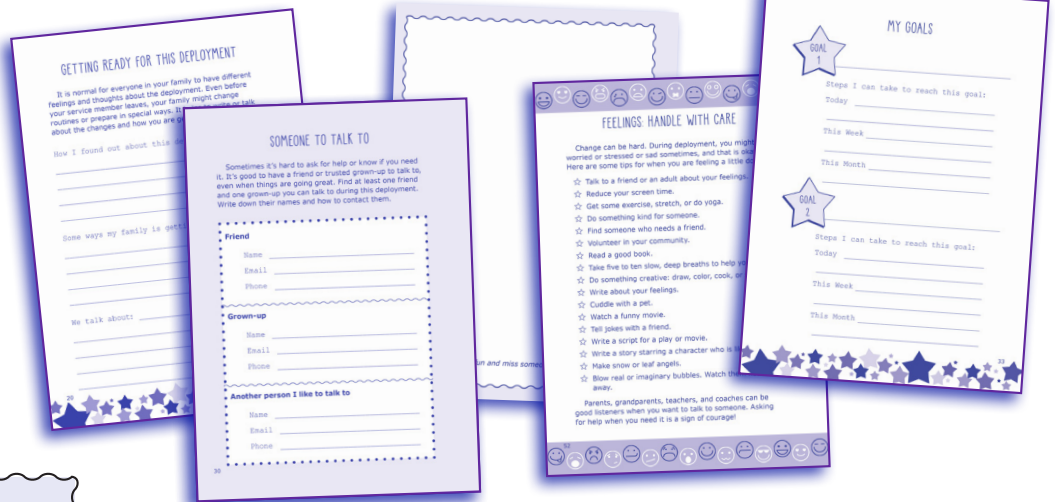 GETTING READY FOR THIS DEPLOYMENT
It is normal for everyone in your family to have different
feelings and thoughts about the deployment. Even before
your service member leaves, your family might change
routines or prepare in special ways. It
about the changes and how you are
How I found out about this
Some ways my family is
We talk about:
20
SOMEONE TO TALK TO
Sometimes it's hard to ask for help or know if you need
it. It's good to have a friend or trusted grown-up to talk to,
even when things are going great. Find at least one friend
and one grown-up you can talk to during this deployment.
Write down their names and how to contact them.
Friend
Name
Email
Phone
Grown-up
Name
Email
Phone
Another person I like to talk to
Name
Email
Phone
30
and miss
FEELINGS: HANDLE WITH CARE
Change can be hard. During deployment, you might
worried or stressed or sad sometimes, and that is
Here are some tips for when you are feeling a little
☆ Talk to a friend or an adult about your feelings.
☆ Reduce your screen time.
☆ Get some exercise, stretch, or do yoga.
☆ Do something kind for someone.
☆ Find someone who needs a friend.
☆ Volunteer in your community.
☆ Read a good book.
☆ Take five to ten slow, deep breaths to help
☆ Do something creative: draw, color, cook, or
☆ Write about your feelings.
☆ Cuddle with a pet.
☆ Watch a funny movie.
☆ Tell jokes with a friend.
☆ Write a script for a play or movie.
☆ Write a story starring a character who is
☆ Make snow or leaf angels.
☆ Blow real or imaginary bubbles. Watch
away.
Parents, grandparents, teachers, and coaches can be
good listeners when you want to talk to someone. Asking
for help when you need it is a sign of courage!
52
MY GOALS
GOAL
1
Steps I can take to reach this goal:
Today
This Week
This Month
GOAL
2
Steps I can take to reach this goal:
Today
This Week
This Month
33